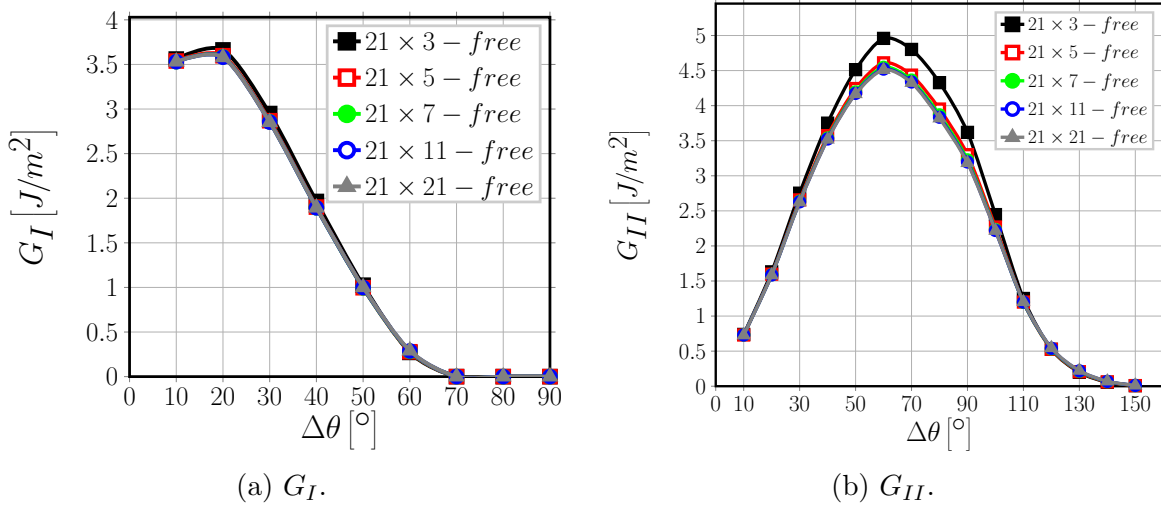 4
3.5
3
2.5
2
1.5
1
0.5
0
0 10 20 30 40 50 60 70 80 90
G_I [J/m^2]
Δθ [°]
21 × 3 − free
21 × 5 − free
21 × 7 − free
21 × 11 − free
21 × 21 − free
(a) G_I.
5
4.5
4
3.5
3
2.5
2
1.5
1
0.5
0
0 10 30 50 70 90 110 130 150
G_{II} [J/m^2]
Δθ [°]
21 × 3 − free
21 × 5 − free
21 × 7 − free
21 × 11 − free
21 × 21 − free
(b) G_{II}.